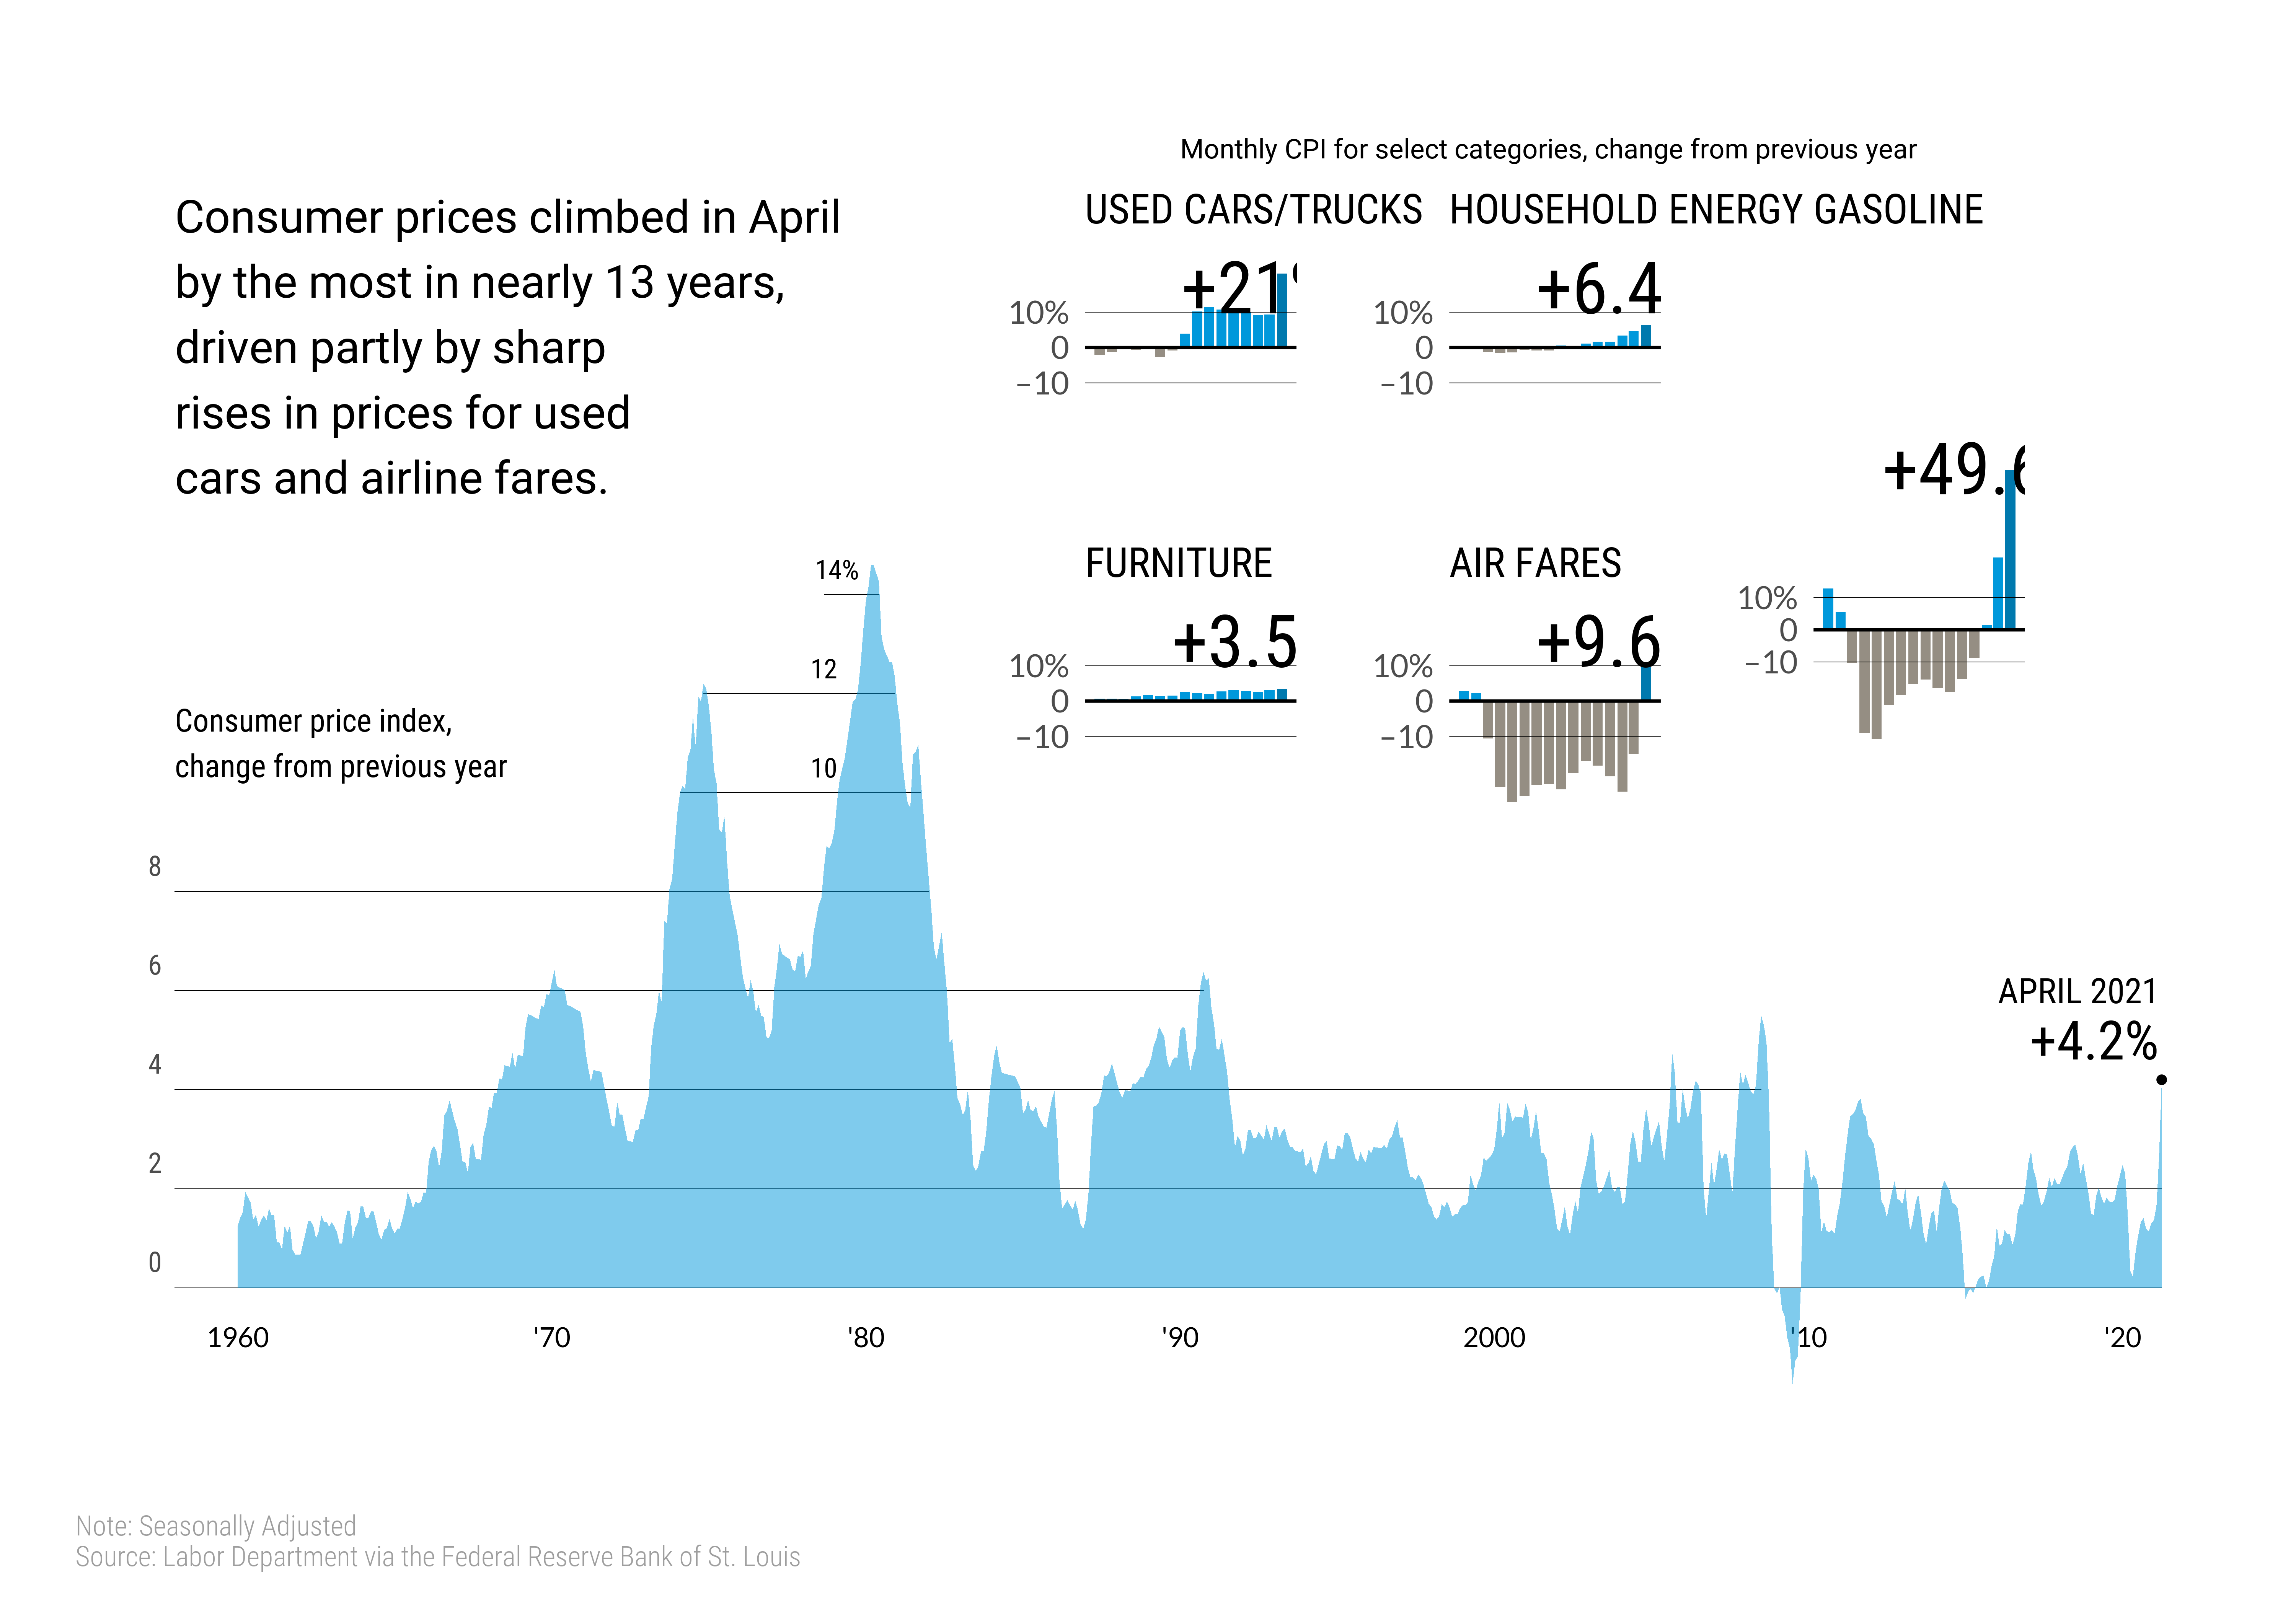 Monthly CPI for select categories, change from previous year
Consumer prices climbed in April
by the most in nearly 13 years,
driven partly by sharp
rises in prices for used
cars and airline fares.
USED CARS/TRUCKS
+21
10%
0
−10
HOUSEHOLD ENERGY
+6.4
10%
0
−10
GASOLINE
+49.6
10%
0
−10
FURNITURE
+3.5
10%
0
−10
AIR FARES
+9.6
10%
0
−10
Consumer price index,
change from previous year
14%
12
10
8
6
4
2
0
APRIL 2021
+4.2%
1960 '70 '80 '90 2000 '10 '20
Note: Seasonally Adjusted
Source: Labor Department via the Federal Reserve Bank of St. Louis